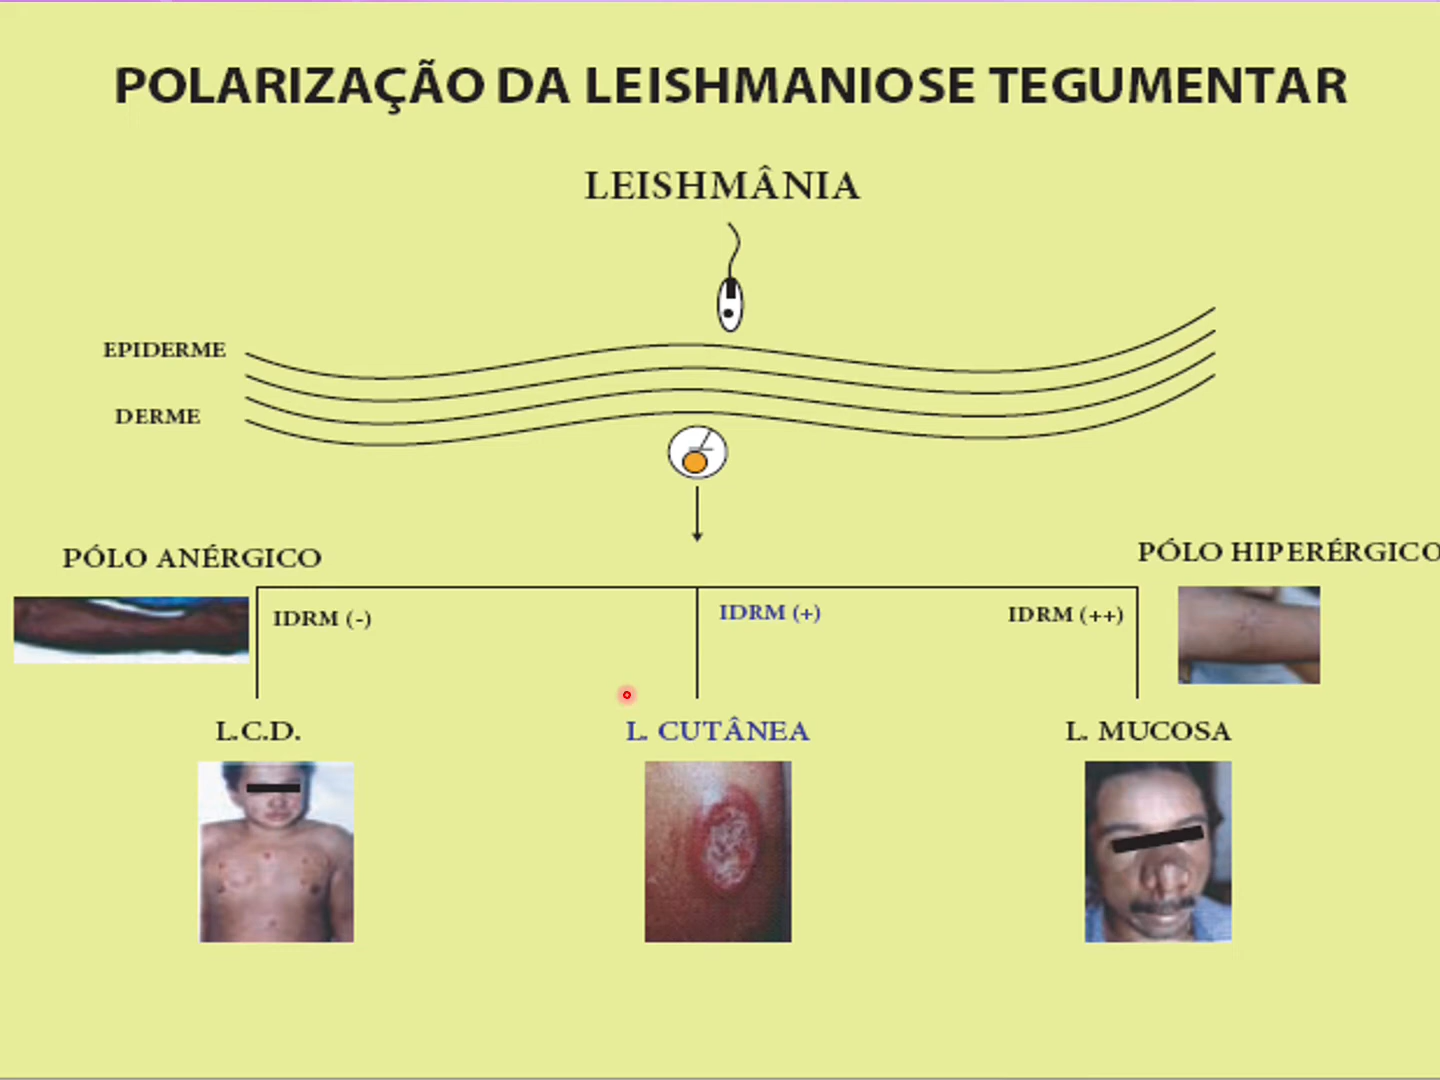 POLARIZAÇÃO DA LEISHMANIOSE TEGUMENTAR
LEISHMÂNIA
EPIDERME
DERME
PÓLO ANÉRGICO
PÓLO HIPERÉRGICO
IDRM (-)
IDRM (+)
IDRM (++)
L.C.D.
L. CUTÂNEA
L. MUCOSA